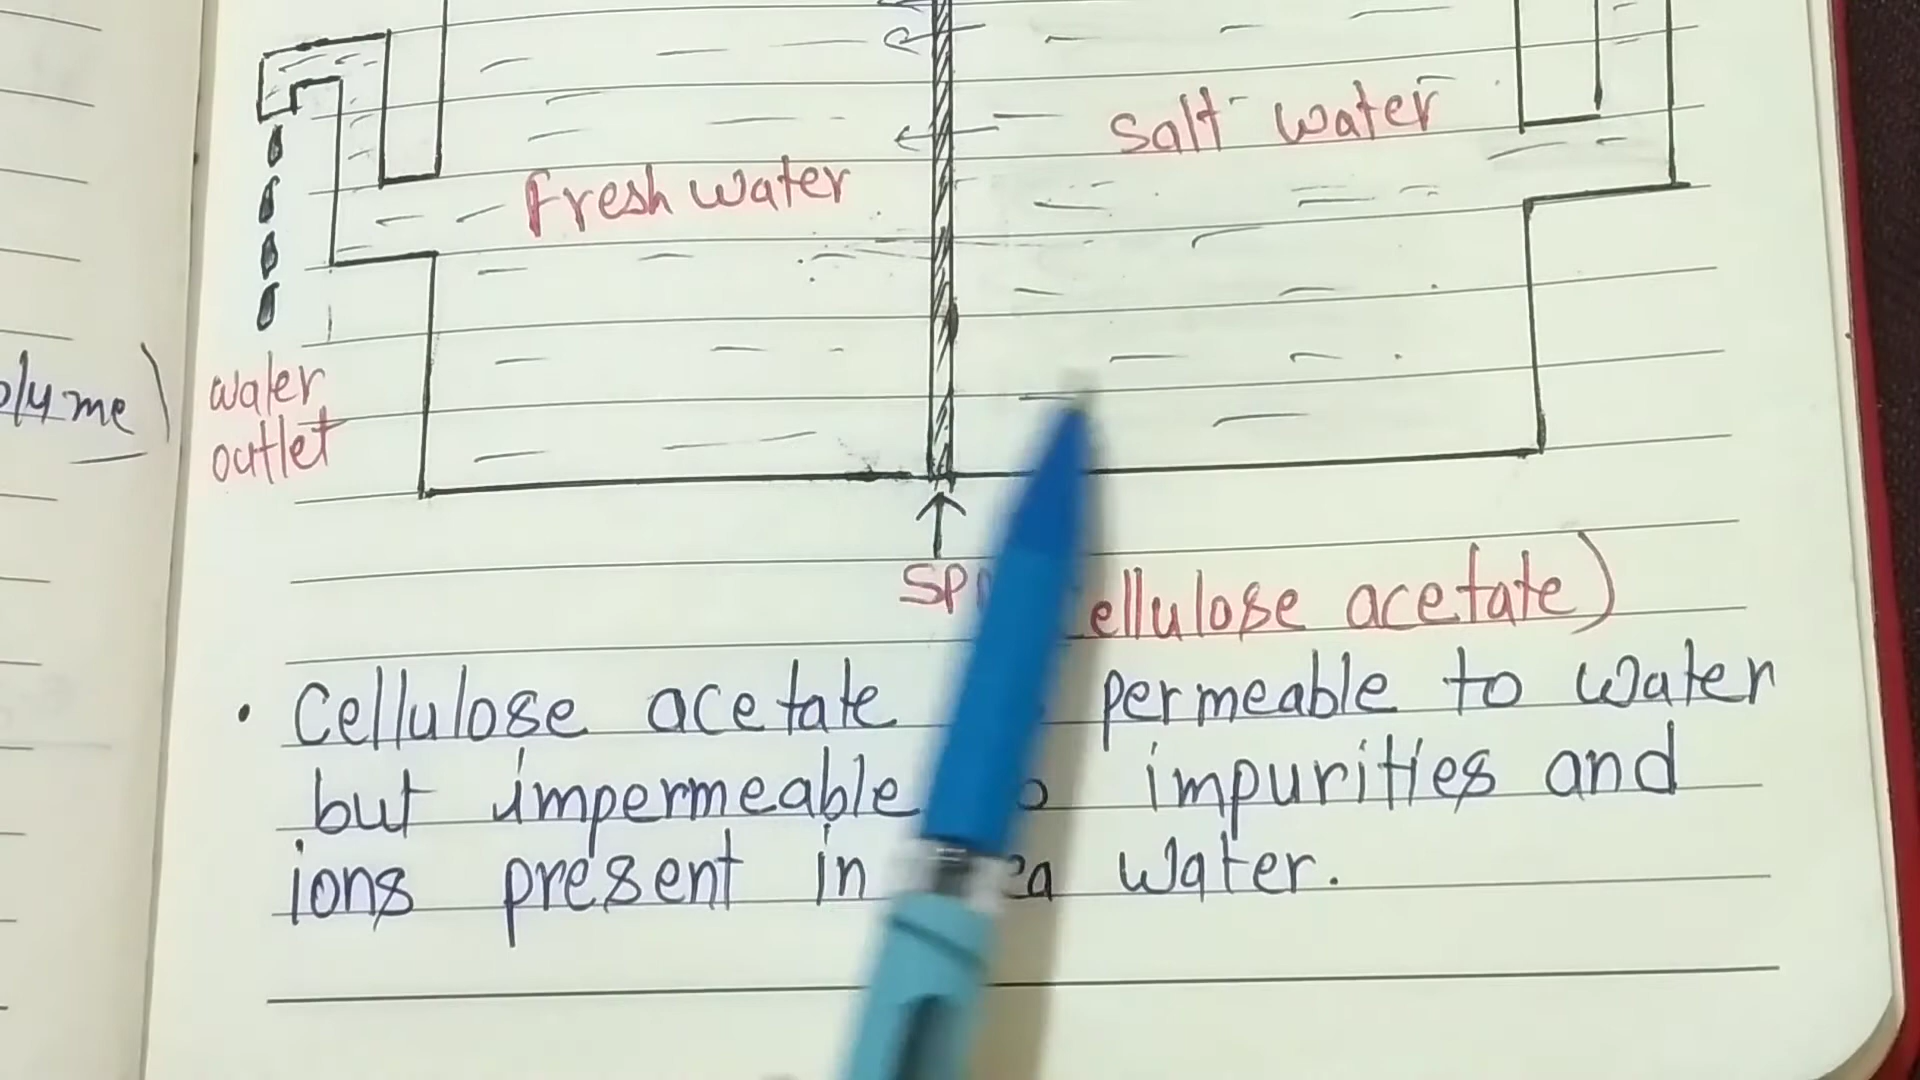 Salt water
Fresh water
olume)
water
outlet
ellulose acetate)
• Cellulose acetate permeable to water
but impermeable impurities and
ions present in water.